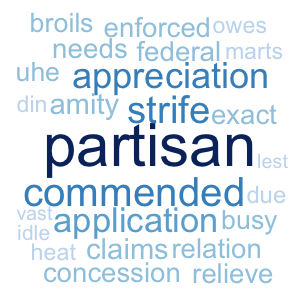 broils enforced owes
needs federal marts
uhe appreciation
din amity strife exact
partisan lest
commended due
vast application busy
idle claims relation
heat concession relieve